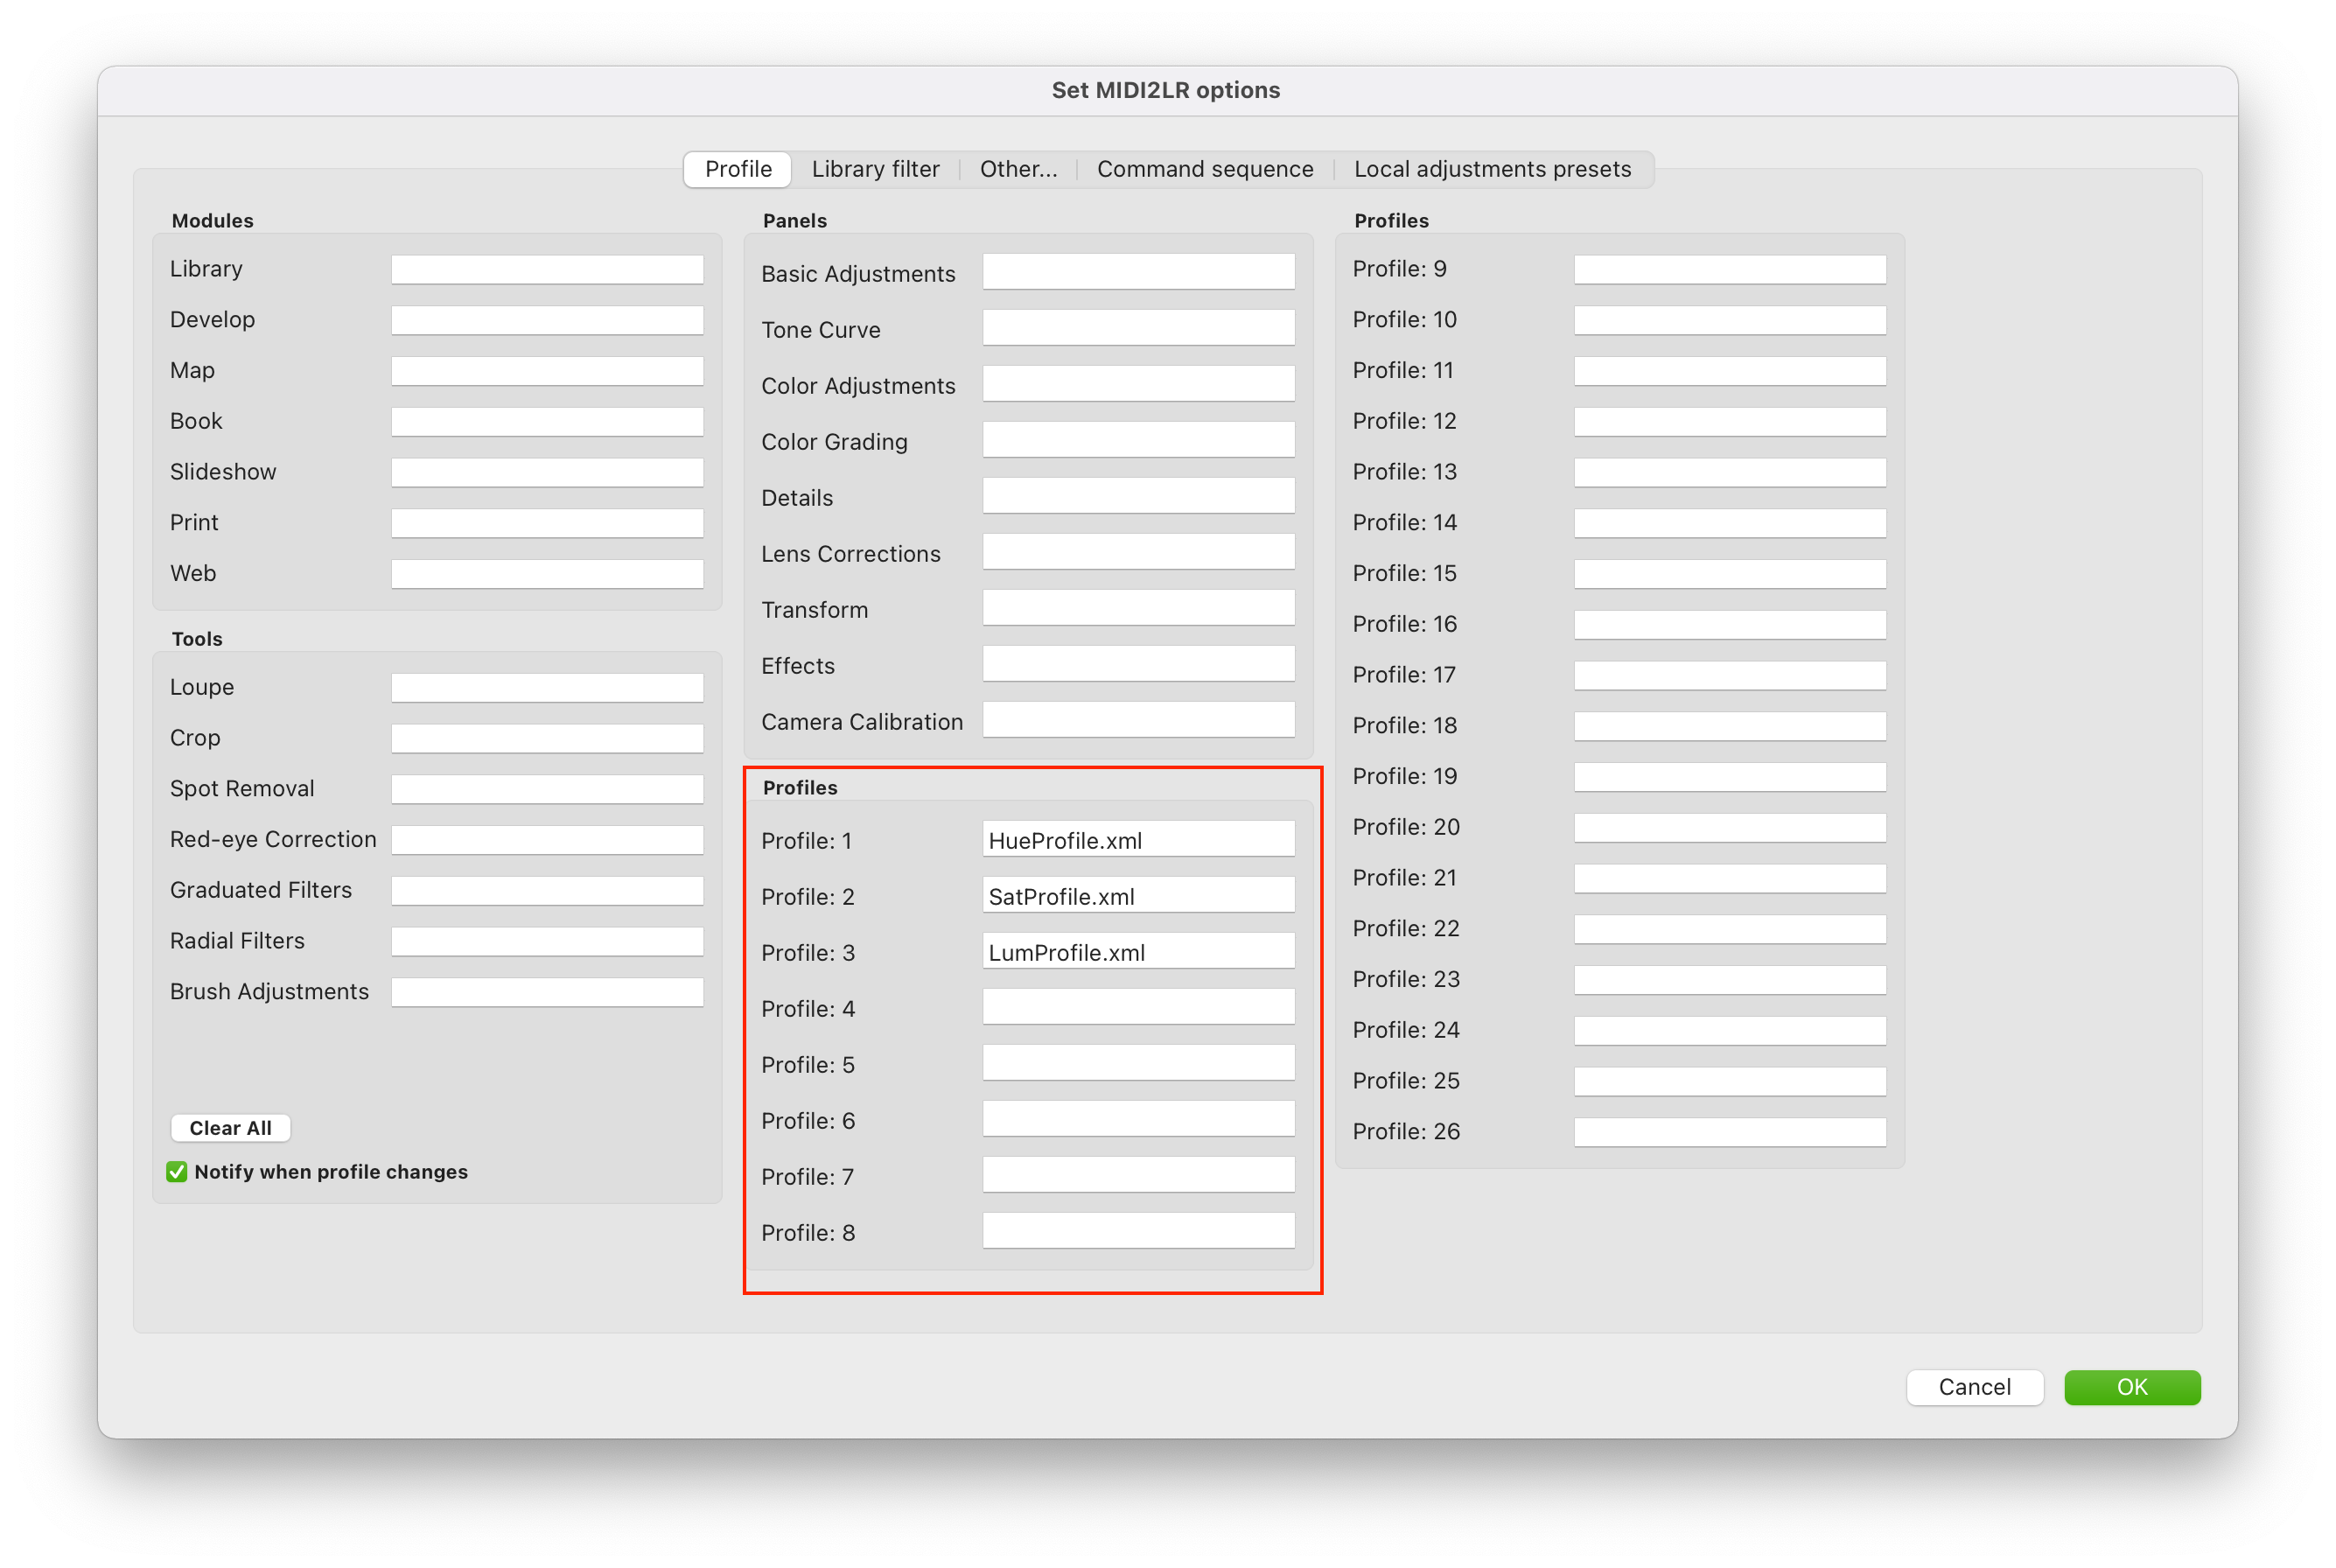 Set MIDI2LR options
Profile
Library filter
Other...
Command sequence
Local adjustments presets
Modules
Library
Develop
Map
Book
Slideshow
Print
Web
Tools
Loupe
Crop
Spot Removal
Red-eye Correction
Graduated Filters
Radial Filters
Brush Adjustments
Clear All
Notify when profile changes
Panels
Basic Adjustments
Tone Curve
Color Adjustments
Color Grading
Details
Lens Corrections
Transform
Effects
Camera Calibration
Profiles
Profile: 1 HueProfile.xml
Profile: 2 SatProfile.xml
Profile: 3 LumProfile.xml
Profile: 4
Profile: 5
Profile: 6
Profile: 7
Profile: 8
Profiles
Profile: 9
Profile: 10
Profile: 11
Profile: 12
Profile: 13
Profile: 14
Profile: 15
Profile: 16
Profile: 17
Profile: 18
Profile: 19
Profile: 20
Profile: 21
Profile: 22
Profile: 23
Profile: 24
Profile: 25
Profile: 26
Cancel
OK